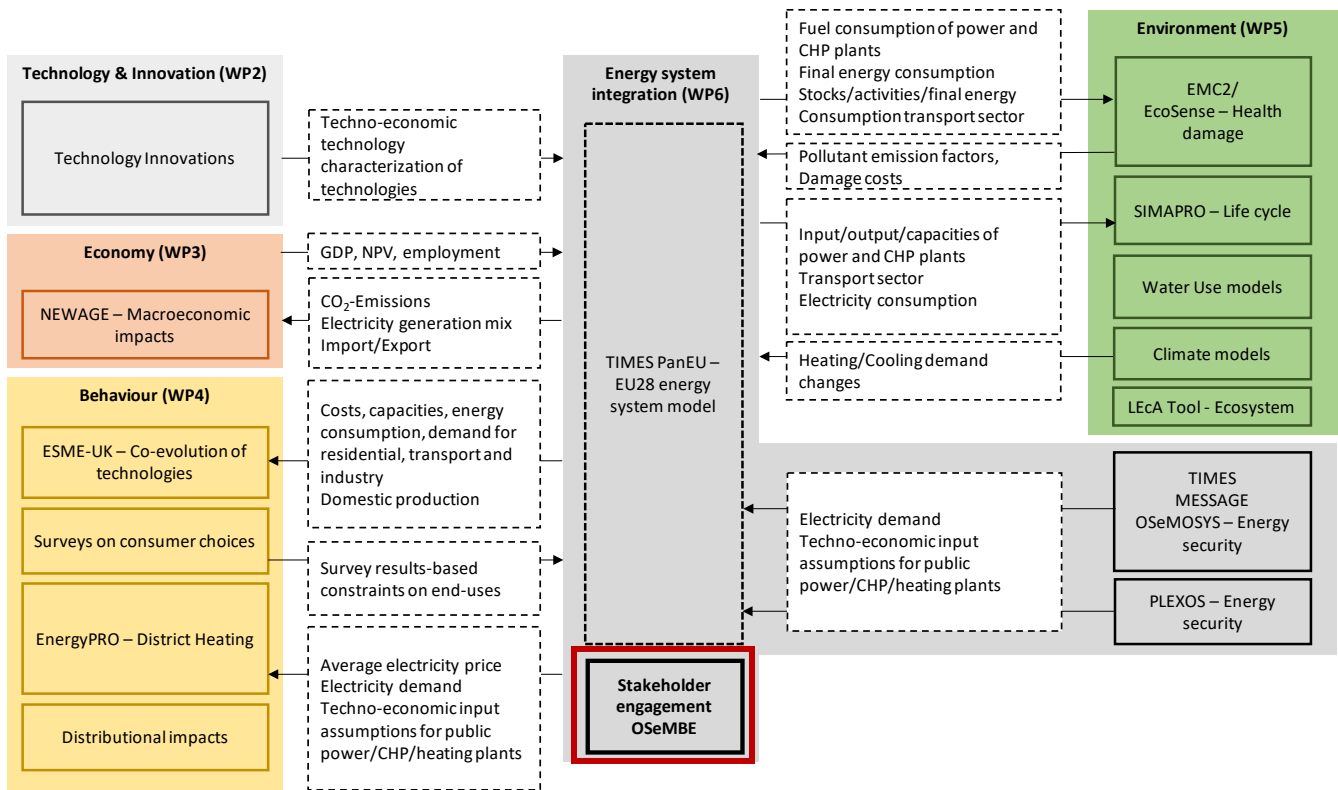 Technology & Innovation (WP2)
Technology Innovations
Techno-economic
technology
characterization of
technologies
Economy (WP3)
NEWAGE – Macroeconomic
impacts
GDP, NPV, employment
CO₂-Emissions
Electricity generation mix
Import/Export
Behaviour (WP4)
ESME-UK – Co-evolution of
technologies
Surveys on consumer choices
EnergyPRO – District Heating
Distributional impacts
Costs, capacities, energy
consumption, demand for
residential, transport and
industry
Domestic production
Survey results-based
constraints on end-uses
Average electricity price
Electricity demand
Techno-economic input
assumptions for public
power/CHP/heating plants
Energy system
integration (WP6)
TIMES PanEU –
EU28 energy
system model
Stakeholder
engagement
OSeMBE
Fuel consumption of power and
CHP plants
Final energy consumption
Stocks/activities/final energy
Consumption transport sector
Pollutant emission factors,
Damage costs
Input/output/capacities of
power and CHP plants
Transport sector
Electricity consumption
Heating/Cooling demand
changes
Electricity demand
Techno-economic input
assumptions for public
power/CHP/heating plants
Environment (WP5)
EMC2/
EcoSense – Health
damage
SIMAPRO – Life cycle
Water Use models
Climate models
LEcA Tool - Ecosystem
TIMES
MESSAGE
OSeMOSYS – Energy
security
PLEXOS – Energy
security